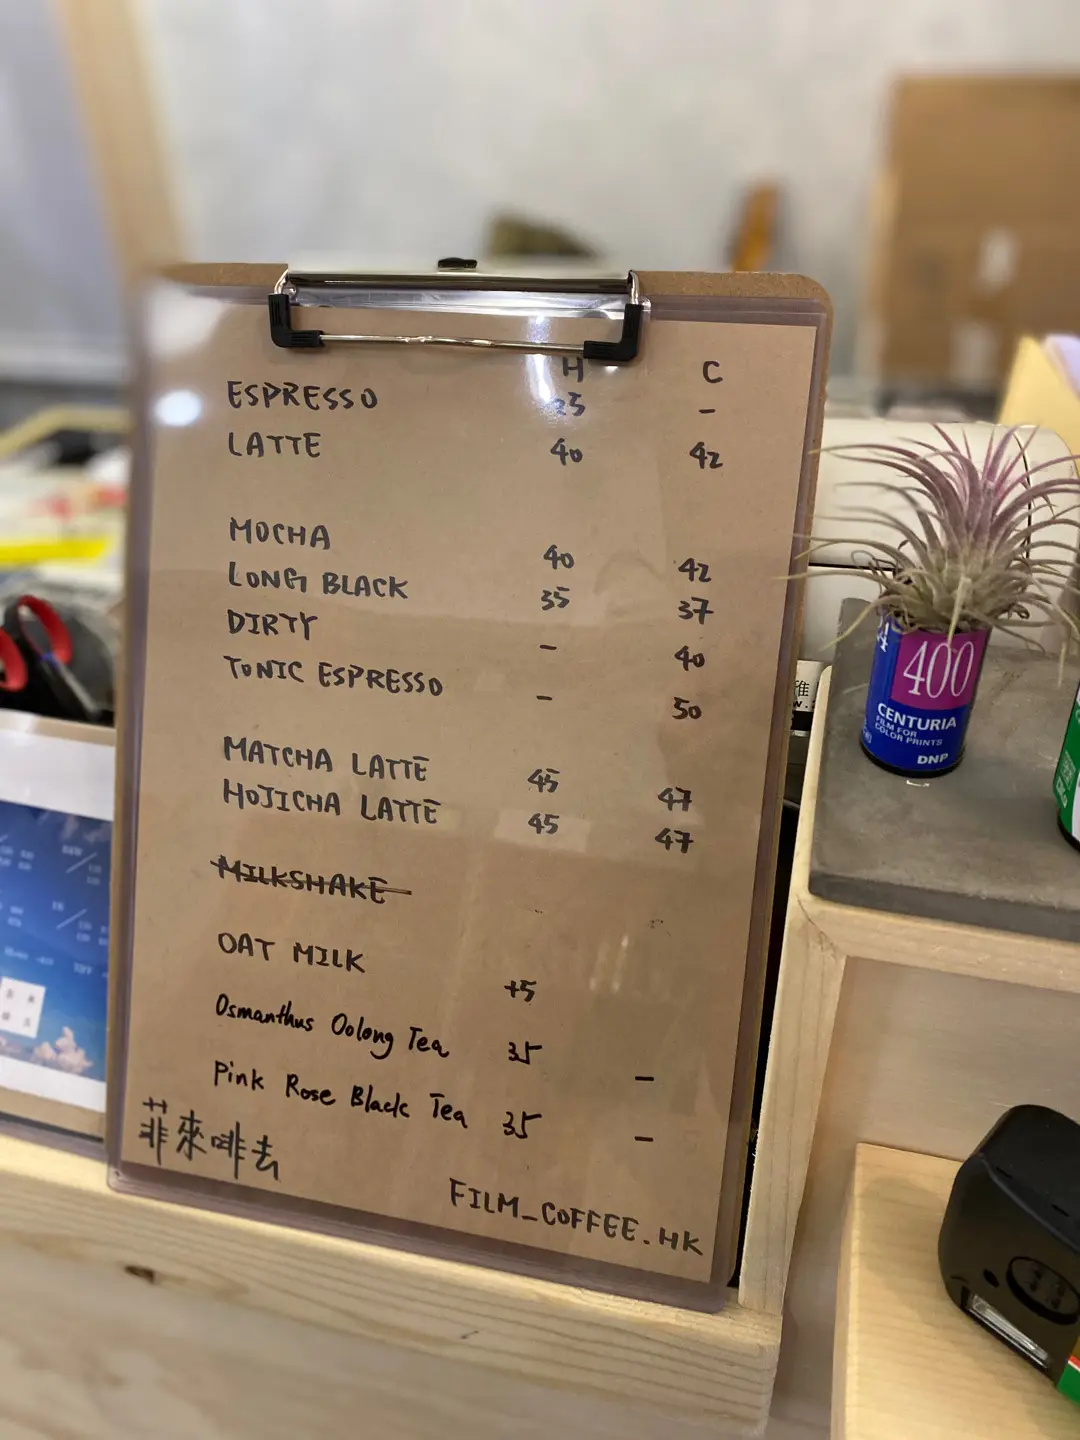 H C
ESPRESSO 25 -
LATTE 40 42
MOCHA 40 42
LONG BLACK 35 37
DIRTY - 40
TONIC ESPRESSO - 50
MATCHA LATTE 45 47
HOJICHA LATTE 45 47
MILKSHAKE
OAT MILK +5
Osmanthus Oolong Tea 35 -
Pink Rose Black Tea 35 -
菲來啡去
FILM_COFFEE.HK
400
CENTURIA
FILM FOR
COLOR PRINTS
DNP